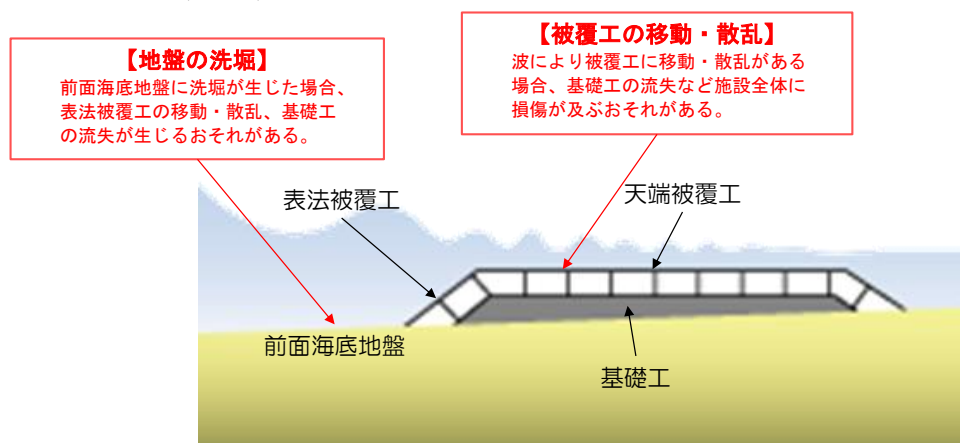 【地盤の洗堀】
前面海底地盤に洗堀が生じた場合、
表法被覆工の移動・散乱、基礎工
の流失が生じるおそれがある。
【被覆工の移動・散乱】
波により被覆工に移動・散乱がある
場合、基礎工の流失など施設全体に
損傷が及ぶおそれがある。
表法被覆工
天端被覆工
前面海底地盤
基礎工